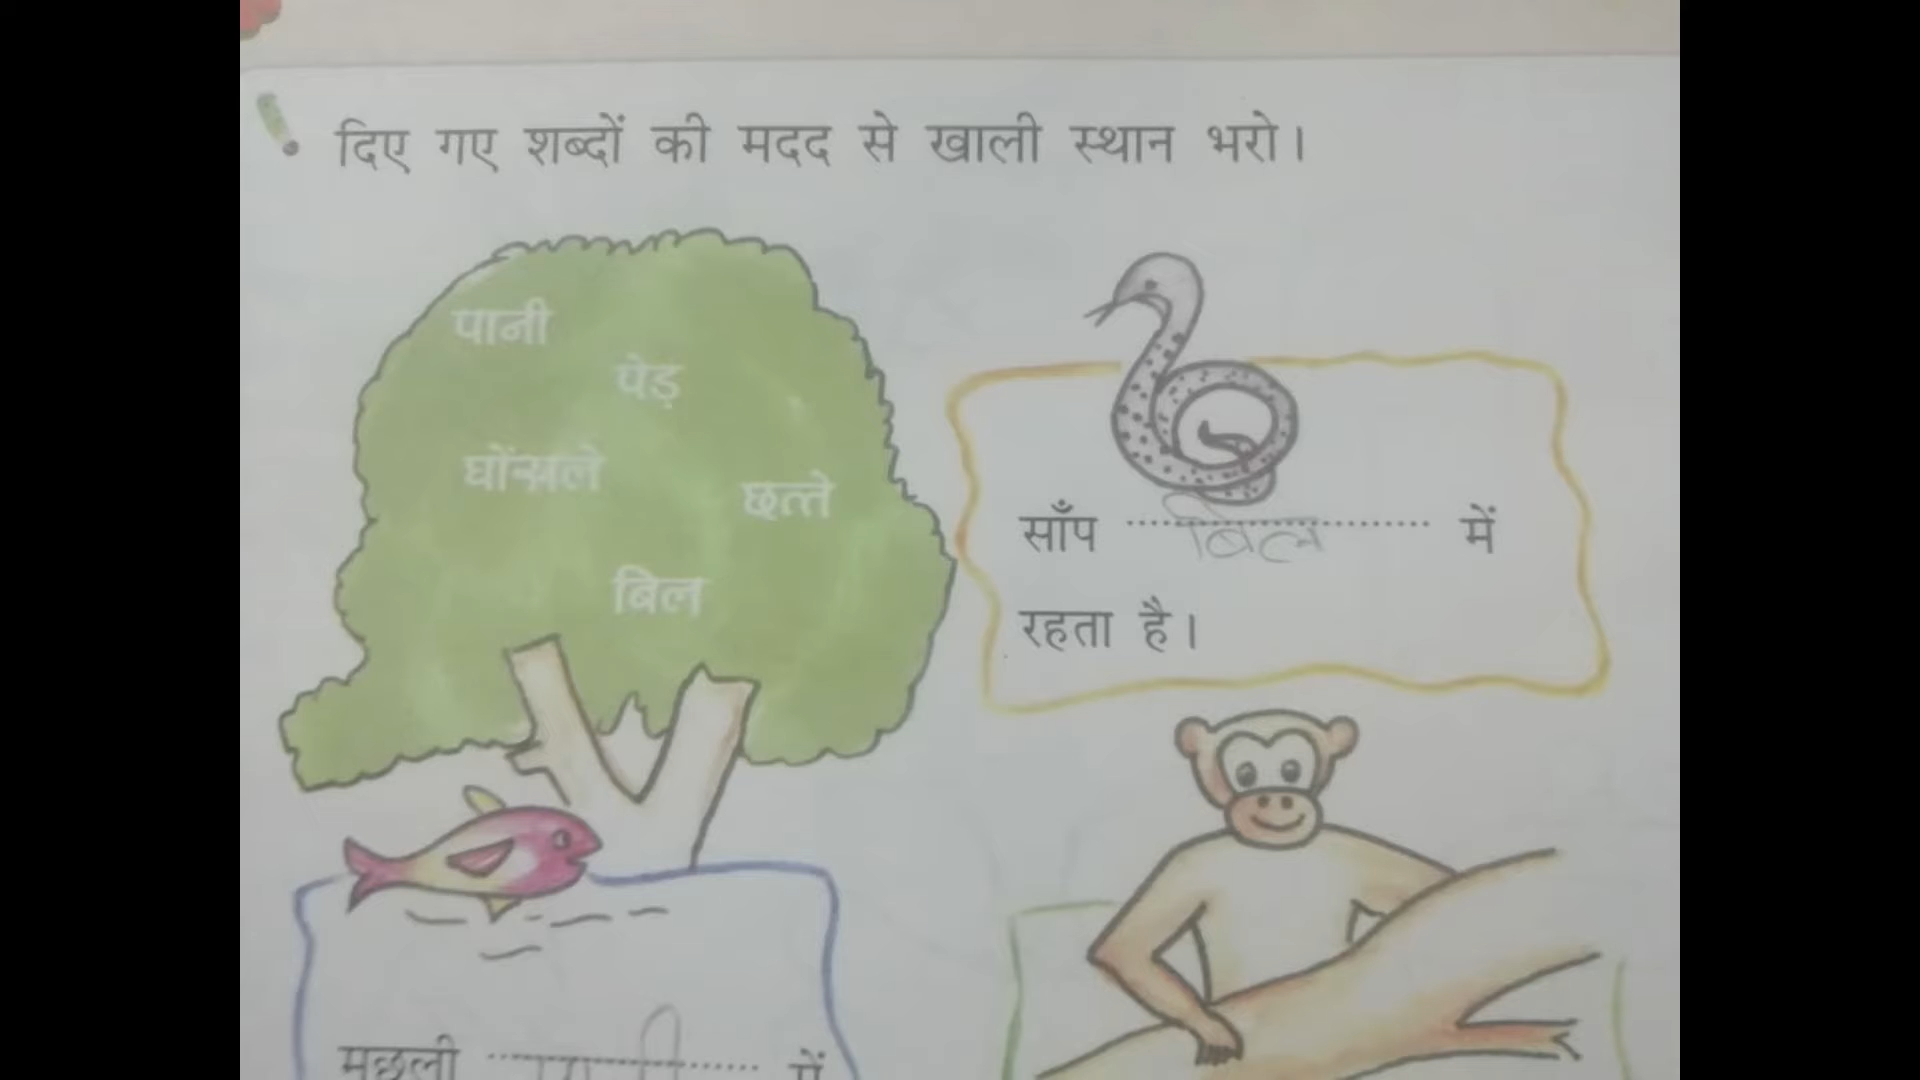 दिए गए शब्दों की मदद से खाली स्थान भरो।
पानी
पेड़
घोंसले
छत्ते
बिल
साँप बिल में
रहता है।
मछली पानी में